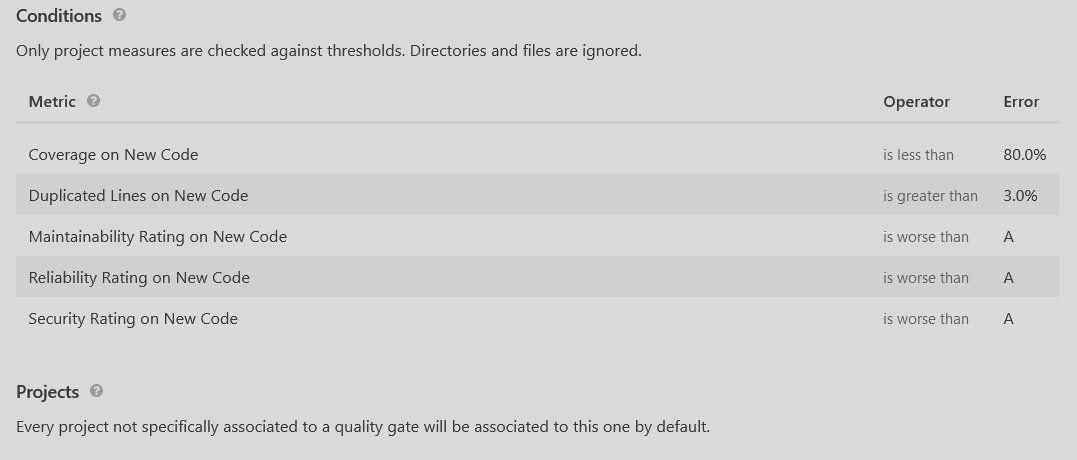 Conditions ?
Only project measures are checked against thresholds. Directories and files are ignored.
Metric ? Operator Error
Coverage on New Code is less than 80.0%
Duplicated Lines on New Code is greater than 3.0%
Maintainability Rating on New Code is worse than A
Reliability Rating on New Code is worse than A
Security Rating on New Code is worse than A
Projects ?
Every project not specifically associated to a quality gate will be associated to this one by default.